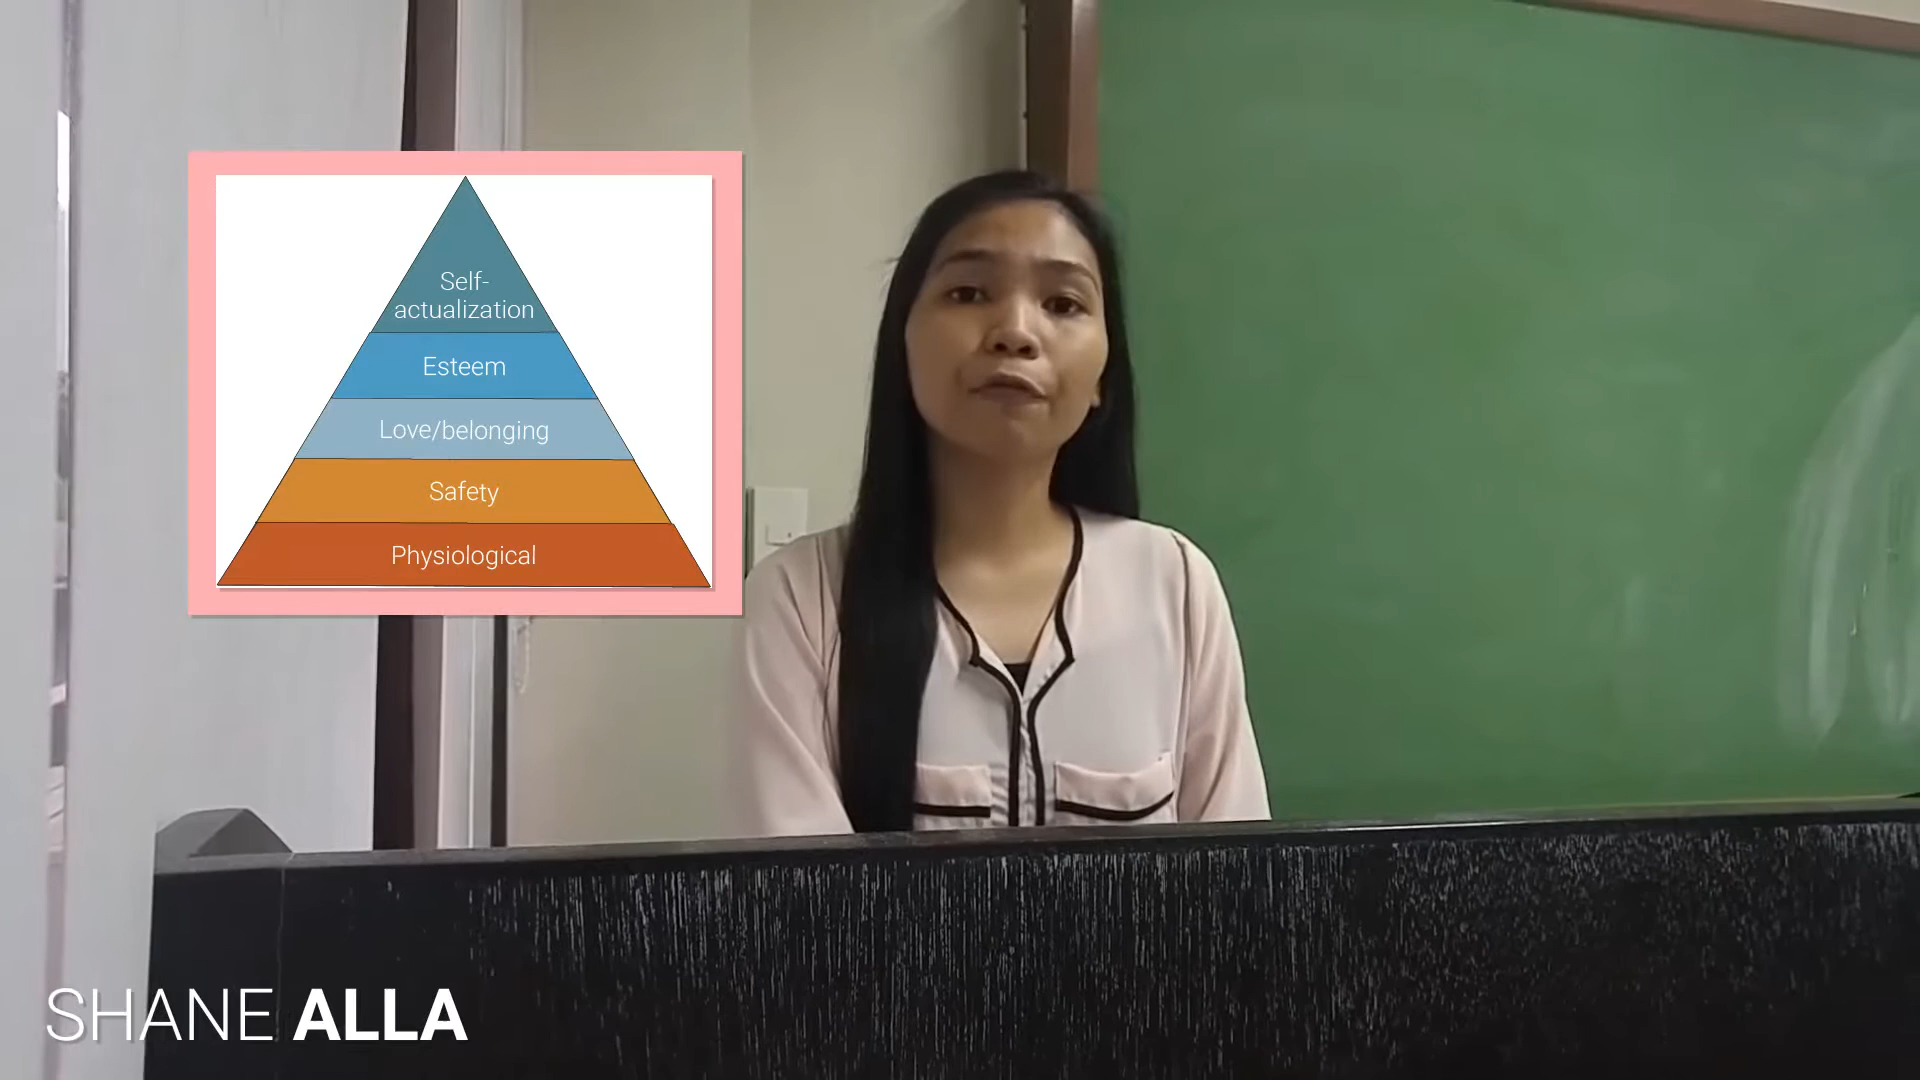 Self-
actualization
Esteem
Love/belonging
Safety
Physiological
SHANE ALLA